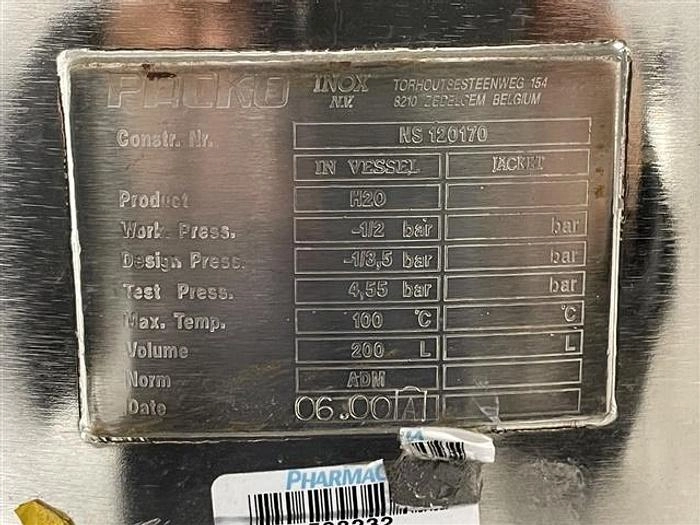 PACKO INOX N.V. TORHOUTSESTEENWEG 154
8210 ZEDELGEM BELGIUM
Constr. Nr. NS 120170
IN VESSEL JACKET
Product H2O
Work. Press. -1/2 bar bar
Design Press. -1/3,5 bar bar
Test Press. 4,55 bar bar
Max. Temp. 100 °C °C
Volume 200 L L
Norm ADM
Date 06.00 A
PHARMA